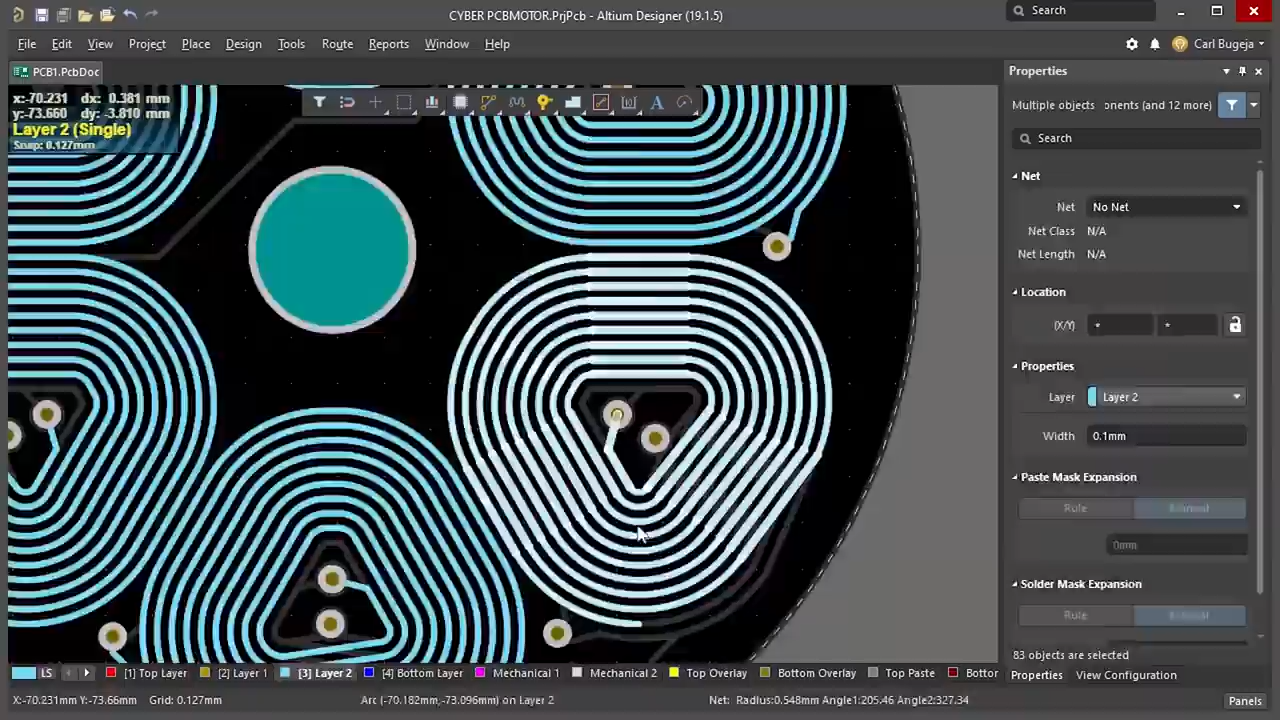 CYBER PCBMOTOR.PrjPcb - Altium Designer (19.1.5)
Search
File Edit View Project Place Design Tools Route Reports Window Help
Carl Bugeja
PCB1.PcbDoc
Properties
x:-70.231 dx: 0.381 mm
y:-73.660 dy: -3.810 mm
Layer 2 (Single)
Snap: 0.127mm
Multiple objects onents (and 12 more)
Search
Net
Net No Net
Net Class N/A
Net Length N/A
Location
(X/Y) * *
Properties
Layer Layer 2
Width 0.1mm
Paste Mask Expansion
Rule Manual
0mm
Solder Mask Expansion
Rule Manual
83 objects are selected
LS [1] Top Layer [2] Layer 1 [3] Layer 2 [4] Bottom Layer Mechanical 1 Mechanical 2 Top Overlay Bottom Overlay Top Paste Bottor
Properties View Configuration
X:-70.231mm Y:-73.66mm Grid: 0.127mm Arc (-70.182mm,-73.096mm) on Layer 2 Net: Radius:0.548mm Angle1:205.46 Angle2:327.34
Panels